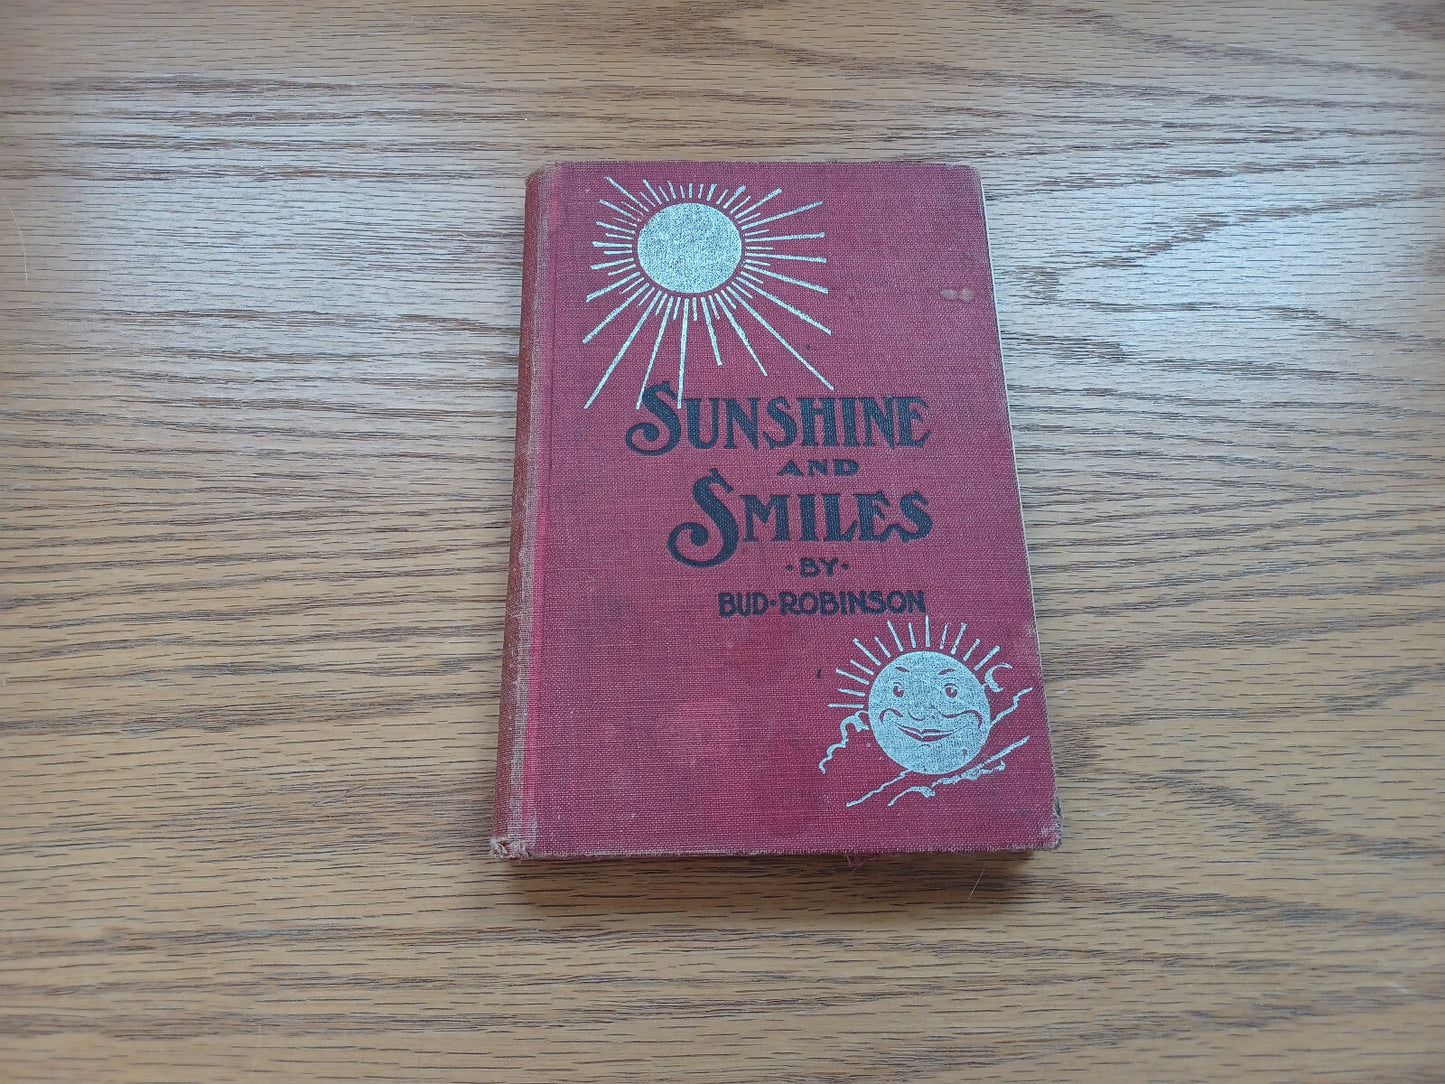 SUNSHINE
AND
SMILES
·BY·
BUD·ROBINSON